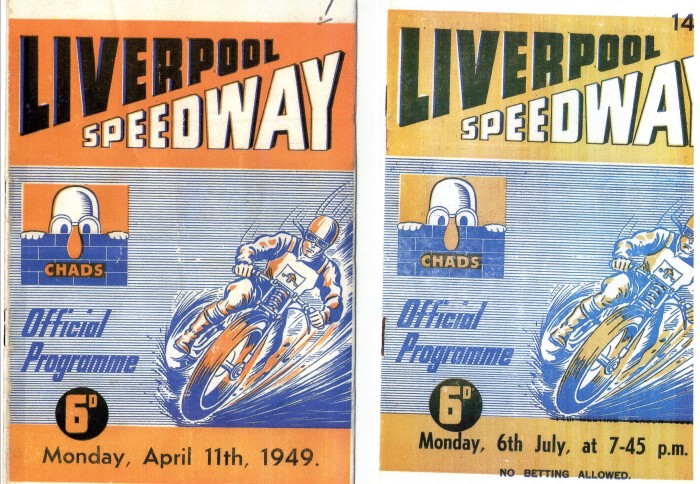 LIVERPOOL
SPEEDWAY
CHADS
Official
Programme
6D
Monday, April 11th, 1949.
14
LIVERPOOL
SPEEDWAY
CHADS
Official
Programme
6D
Monday, 6th July, at 7-45 p.m.
NO BETTING ALLOWED.